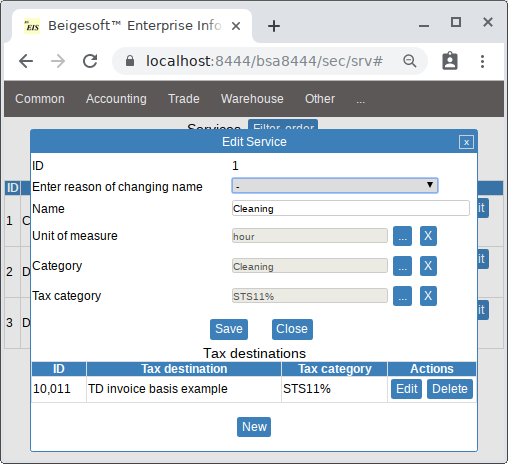 EIS
Beigesoft™ Enterprise Info
localhost:8444/bsa8444/sec/srv#
Common Accounting Trade Warehouse Other ...
Services Filter-order
Edit Service x
ID 1
Enter reason of changing name -
Name Cleaning
Unit of measure hour ... X
Category Cleaning ... X
Tax category STS11% ... X
Save Close
Tax destinations
ID Tax destination Tax category Actions
10,011 TD invoice basis example STS11% Edit Delete
New
ID
1 C
2 D
3 D